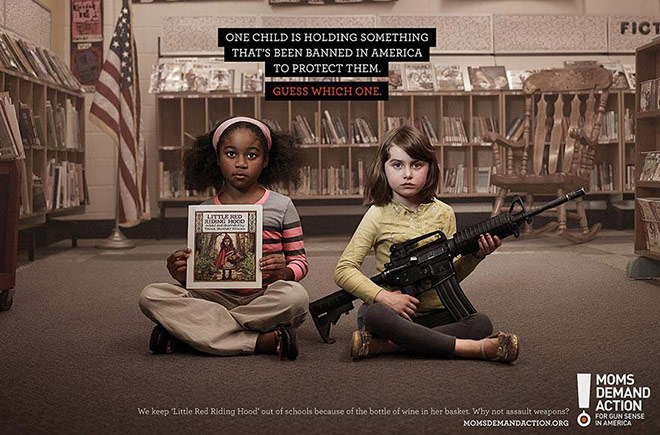 ONE CHILD IS HOLDING SOMETHING
THAT'S BEEN BANNED IN AMERICA
TO PROTECT THEM.
GUESS WHICH ONE.
FICT
LITTLE RED
RIDING HOOD
We keep 'Little Red Riding Hood' out of schools because of the bottle of wine in her basket. Why not assault weapons?
MOMSDEMANDACTION.ORG
MOMS
DEMAND
ACTION
FOR GUN SENSE
IN AMERICA